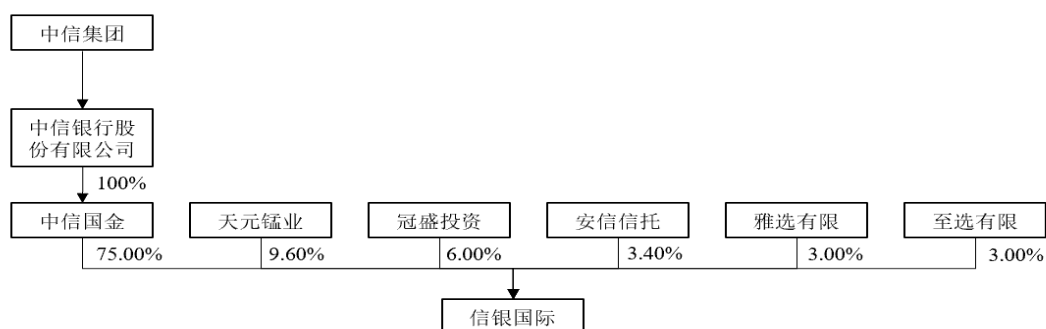 中信集团
中信银行股
份有限公司
100%
中信国金
天元锰业
冠盛投资
安信信托
雅选有限
至选有限
75.00%
9.60%
6.00%
3.40%
3.00%
3.00%
信银国际